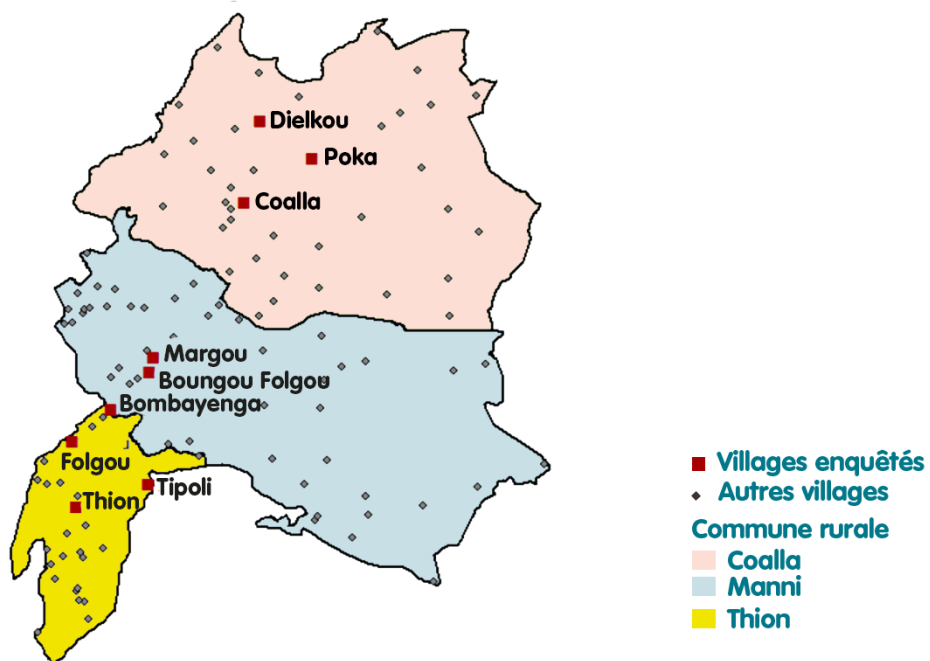 Dielkou
Poka
Coalla
Margou
Boungou Folgou
Bombayenga
Folgou
Tipoli
Thion
Villages enquêtés
Autres villages
Commune rurale
Coalla
Manni
Thion